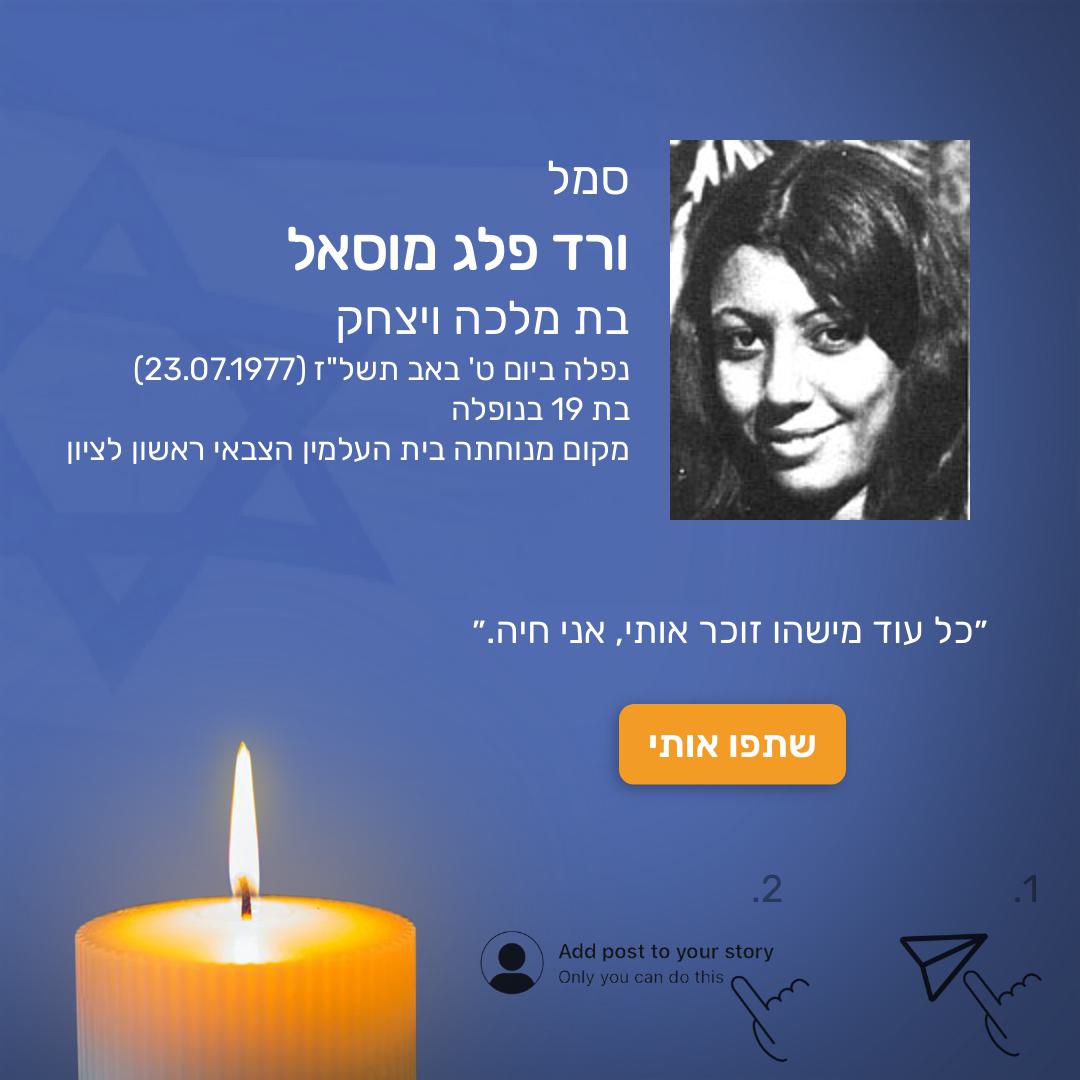 סמל
ורד פלג מוסאל
בת מלכה ויצחק
נפלה ביום ט' באב תשל"ז (23.07.1977)
בת 19 בנופלה
מקום מנוחתה בית העלמין הצבאי ראשון לציון
״כל עוד מישהו זוכר אותי, אני חיה.״
שתפו אותי
.1
.2
Add post to your story
Only you can do this